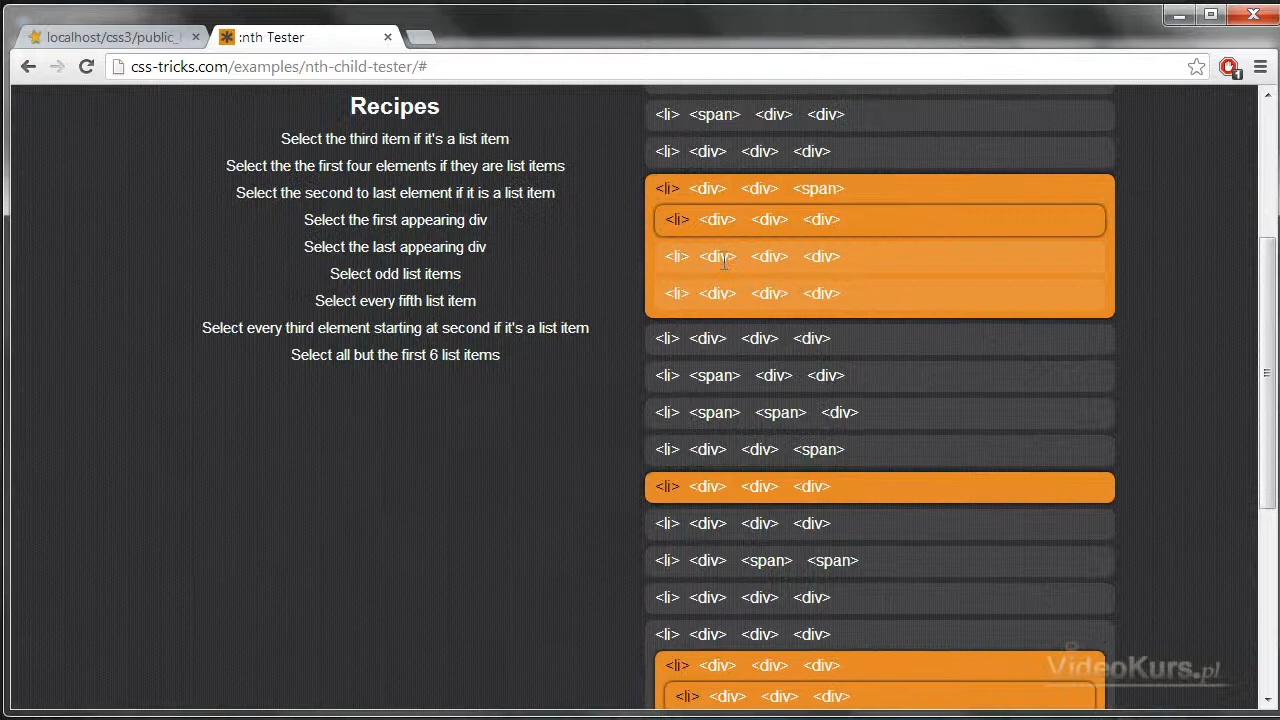 localhost/css3/public_
:nth Tester
css-tricks.com/examples/nth-child-tester/#
1
Recipes
Select the third item if it's a list item
Select the the first four elements if they are list items
Select the second to last element if it is a list item
Select the first appearing div
Select the last appearing div
Select odd list items
Select every fifth list item
Select every third element starting at second if it's a list item
Select all but the first 6 list items
<li> <span> <div> <div>
<li> <div> <div> <div>
<li> <div> <div> <span>
<li> <div> <div> <div>
<li> <div> <div> <div>
<li> <div> <div> <div>
<li> <div> <div> <div>
<li> <span> <div> <div>
<li> <span> <span> <div>
<li> <div> <div> <span>
<li> <div> <div> <div>
<li> <div> <div> <div>
<li> <div> <span> <span>
<li> <div> <div> <div>
<li> <div> <div> <div>
<li> <div> <div> <div>
<li> <div> <div> <div>
VideoKurs.pl